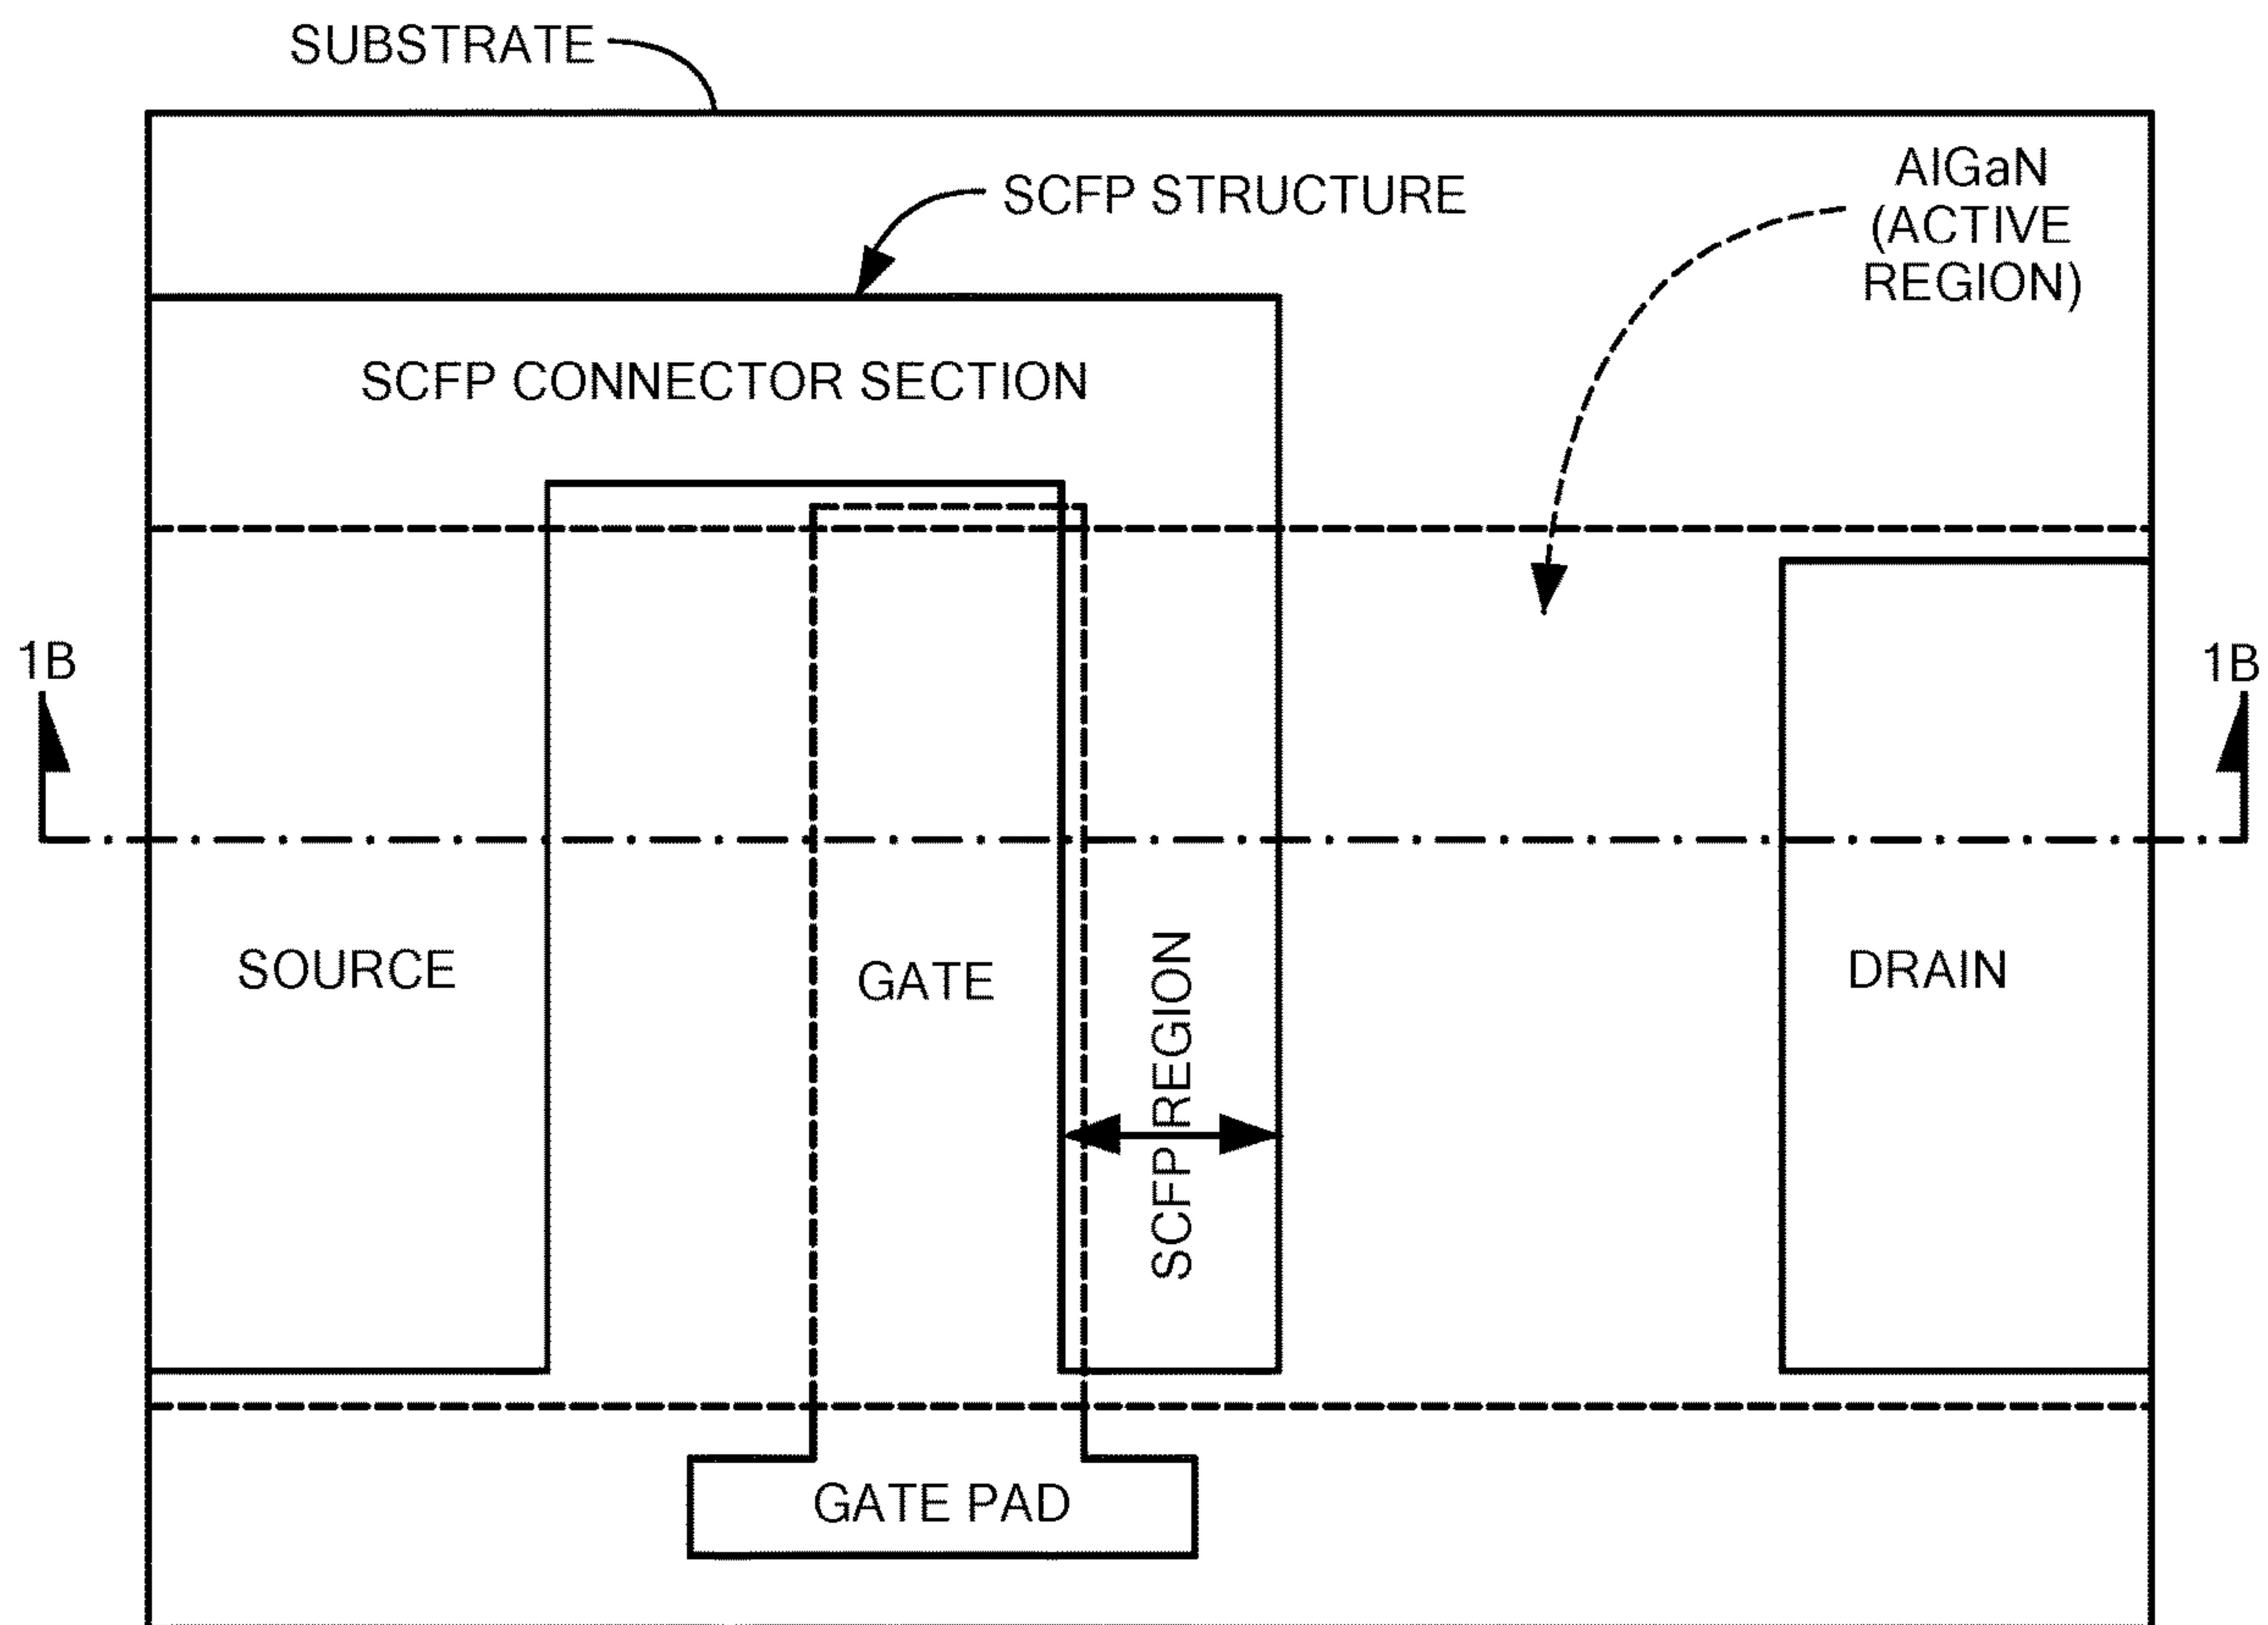 SUBSTRATE
SCFP STRUCTURE
AlGaN
(ACTIVE
REGION)
SCFP CONNECTOR SECTION
1B
1B
SOURCE
GATE
SCFP REGION
DRAIN
GATE PAD